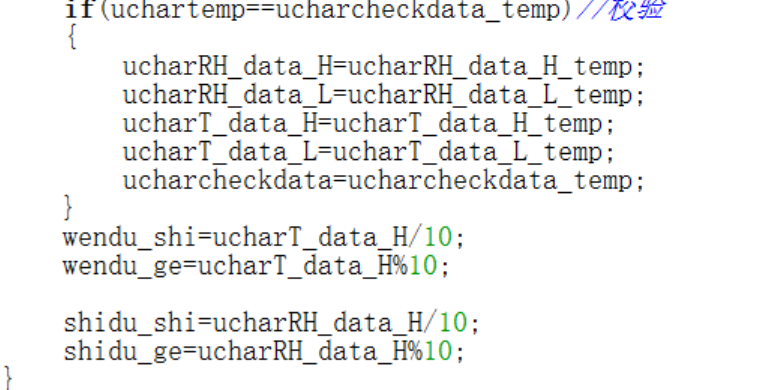 if(uchartemp==ucharcheckdata_temp)//校验
{
ucharRH_data_H=ucharRH_data_H_temp;
ucharRH_data_L=ucharRH_data_L_temp;
ucharT_data_H=ucharT_data_H_temp;
ucharT_data_L=ucharT_data_L_temp;
ucharcheckdata=ucharcheckdata_temp;
}
wendu_shi=ucharT_data_H/10;
wendu_ge=ucharT_data_H%10;
shidu_shi=ucharRH_data_H/10;
shidu_ge=ucharRH_data_H%10;
}